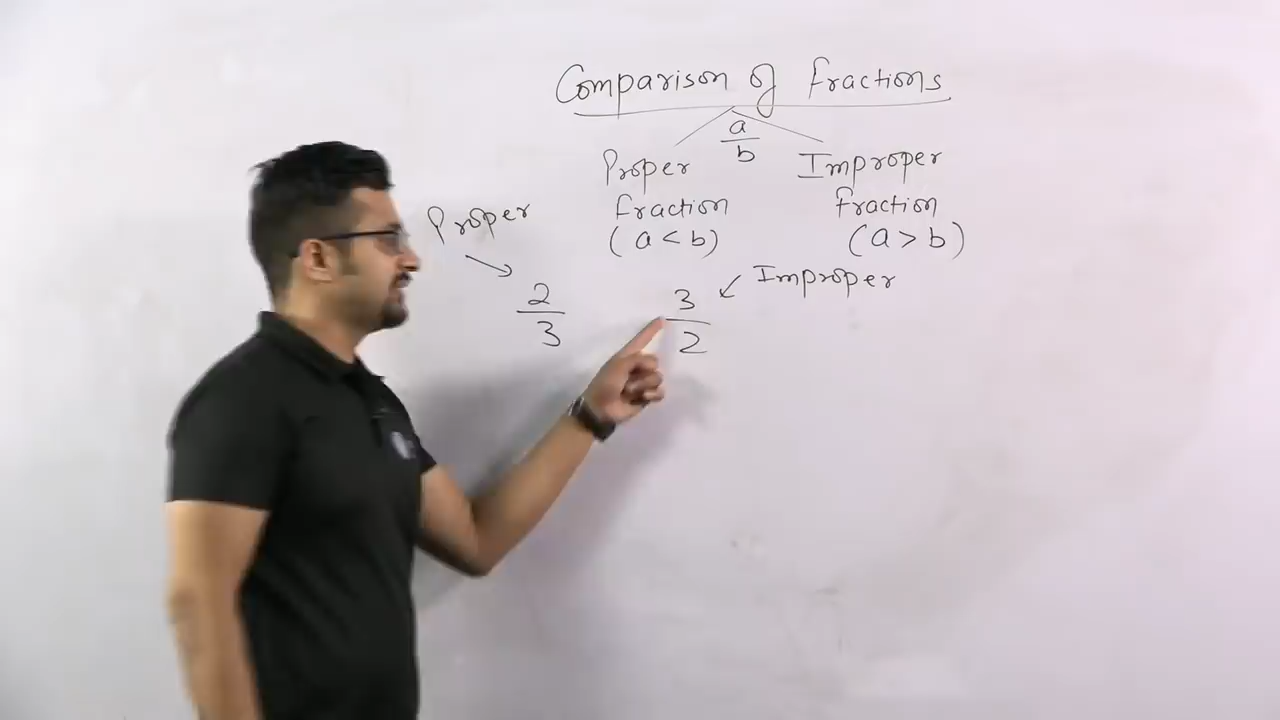 Comparison of fractions
a
b
Proper
fraction
(a < b)
Improper
fraction
(a > b)
Proper
2
3
Improper
3
2